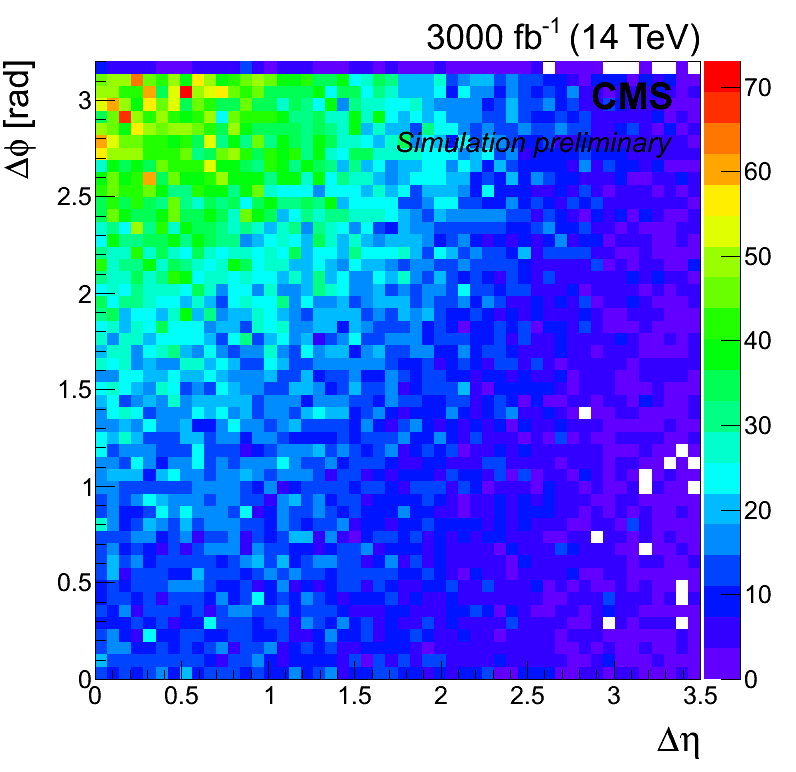 3000 fb-1 (14 TeV)
Δϕ [rad]
CMS
Simulation preliminary
3
2.5
2
1.5
1
0.5
0
0 0.5 1 1.5 2 2.5 3 3.5
Δη
70
60
50
40
30
20
10
0